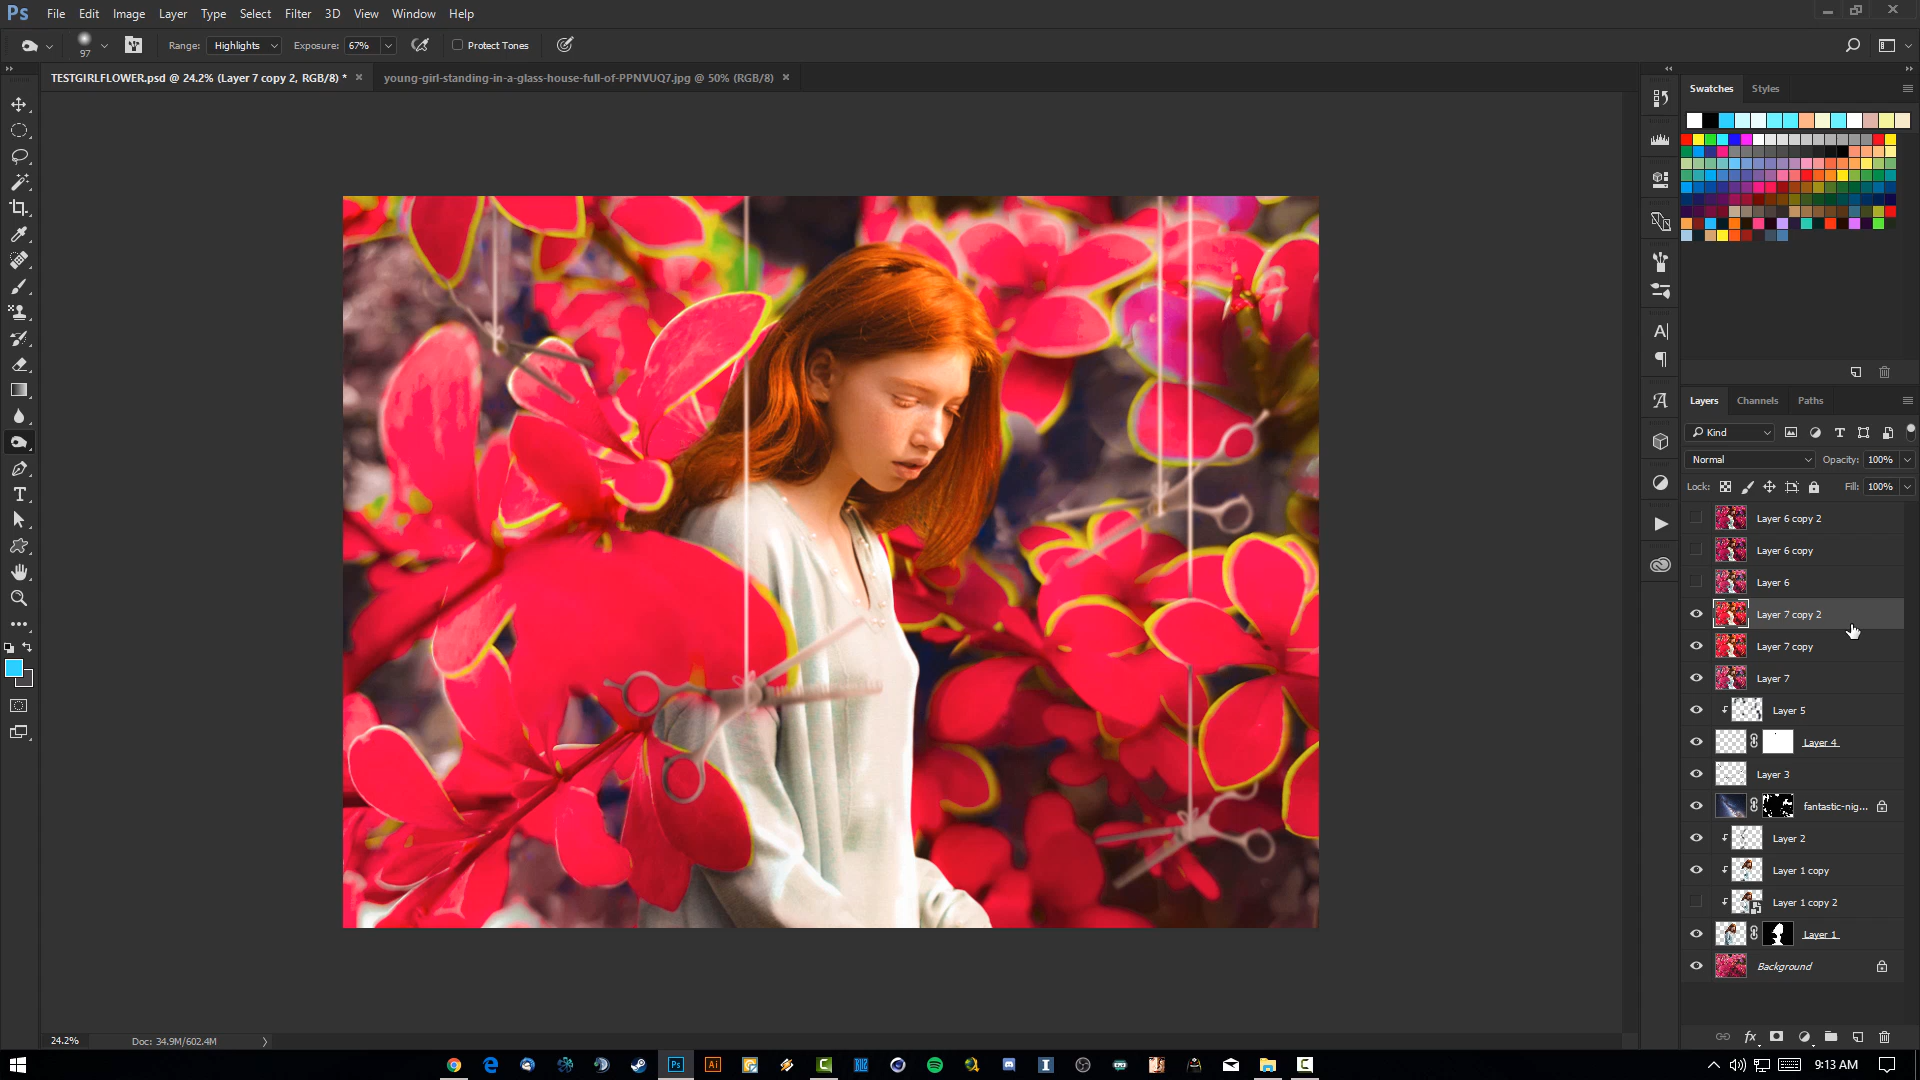 Ps File Edit Image Layer Type Select Filter 3D View Window Help
97 Range: Highlights Exposure: 67% Protect Tones
TESTGIRLFLOWER.psd @ 24.2% (Layer 7 copy 2, RGB/8) * ×
young-girl-standing-in-a-glass-house-full-of-PPNVUQ7.jpg @ 50% (RGB/8) ×
Swatches Styles
Layers Channels Paths
Kind
Normal Opacity: 100%
Lock: Fill: 100%
Layer 6 copy 2
Layer 6 copy
Layer 6
Layer 7 copy 2
Layer 7 copy
Layer 7
Layer 5
Layer 4
Layer 3
fantastic-nig...
Layer 2
Layer 1 copy
Layer 1 copy 2
Layer 1
Background
fx
24.2% Doc: 34.9M/602.4M
Ps Ai
9:13 AM